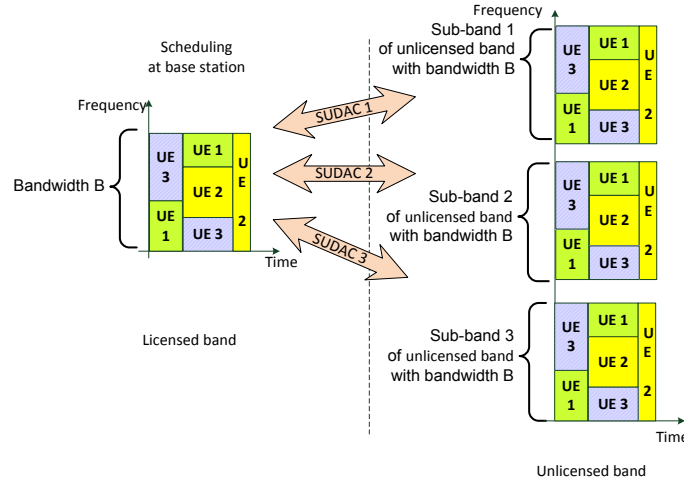 Scheduling
at base station
Frequency
Bandwidth B
UE
3
UE
1
UE 1
UE 2
UE 3
U
E
2
Time
Licensed band
SUDAC 1
SUDAC 2
SUDAC 3
Frequency
Sub-band 1
of unlicensed band
with bandwidth B
UE
3
UE
1
UE 1
UE 2
UE 3
U
E
2
Sub-band 2
of unlicensed band
with bandwidth B
UE
3
UE
1
UE 1
UE 2
UE 3
U
E
2
Sub-band 3
of unlicensed band
with bandwidth B
UE
3
UE
1
UE 1
UE 2
UE 3
U
E
2
Time
Unlicensed band